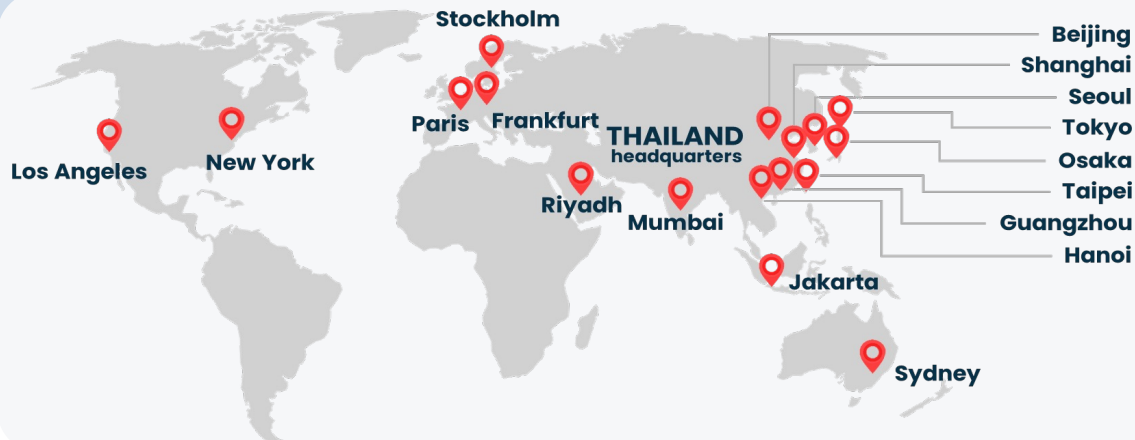 Stockholm
Beijing
Shanghai
Seoul
Tokyo
Osaka
Taipei
Guangzhou
Hanoi
Paris
Frankfurt
THAILAND
headquarters
Los Angeles
New York
Riyadh
Mumbai
Jakarta
Sydney